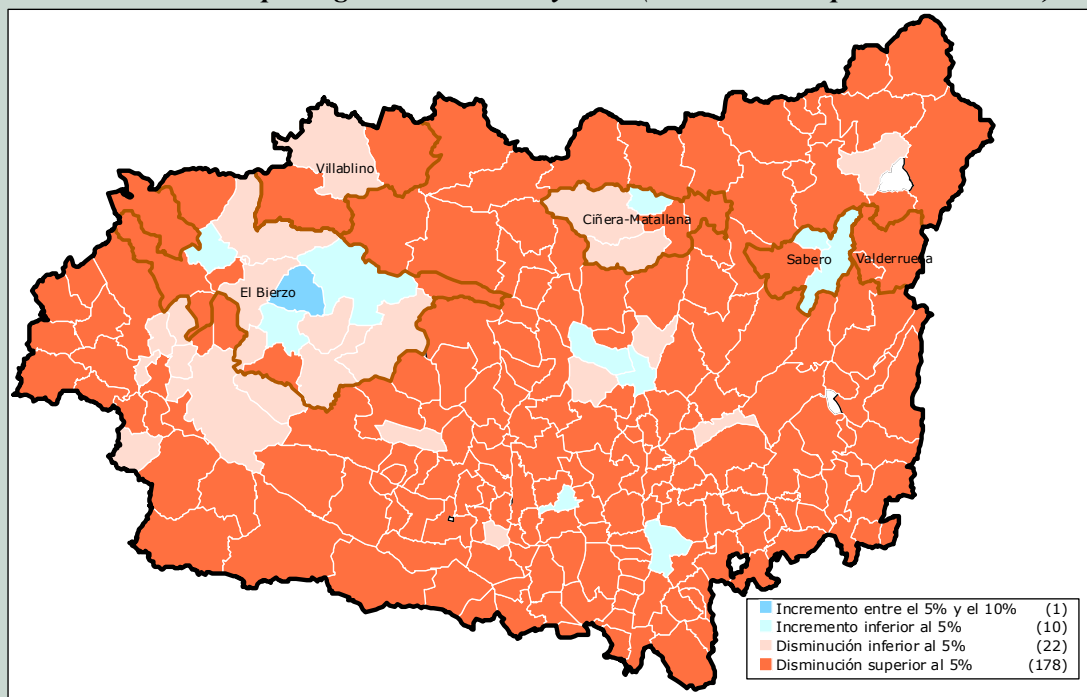 Villablino
Ciñera-Matallana
Sabero
Valderrueda
El Bierzo
Incremento entre el 5% y el 10% (1)
Incremento inferior al 5% (10)
Disminución inferior al 5% (22)
Disminución superior al 5% (178)